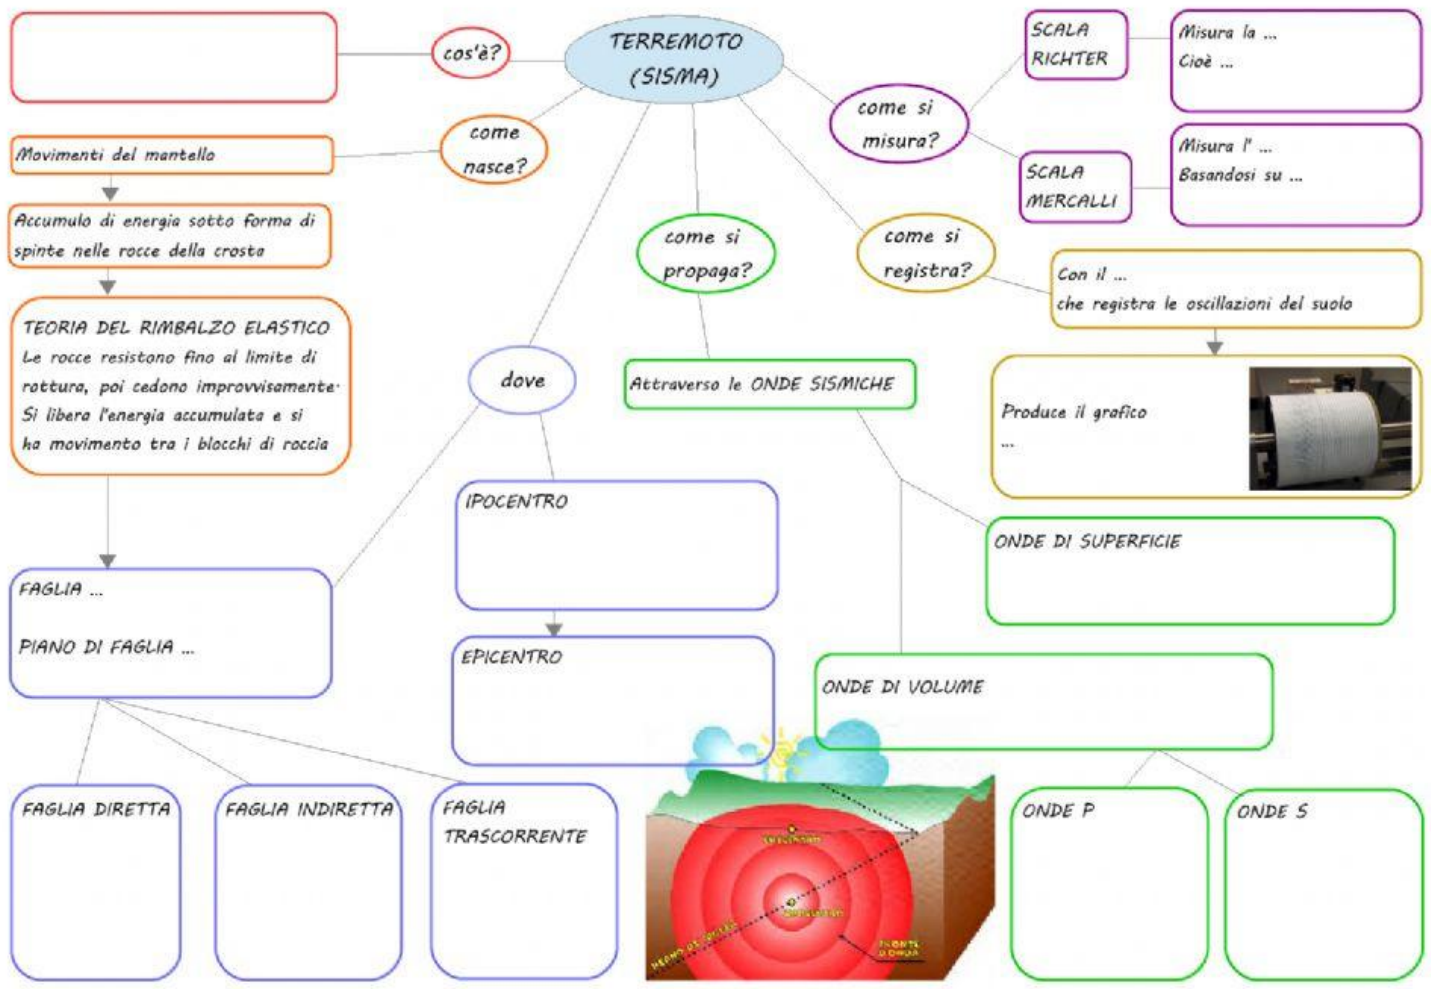 TERREMOTO
(SISMA)
cos'è?
come
nasce?
Movimenti del mantello
Accumulo di energia sotto forma di
spinte nelle rocce della crosta
TEORIA DEL RIMBALZO ELASTICO
Le rocce resistono fino al limite di
rottura, poi cedono improvvisamente.
Si libera l'energia accumulata e si
ha movimento tra i blocchi di roccia
FAGLIA ...
PIANO DI FAGLIA ...
FAGLIA DIRETTA
FAGLIA INDIRETTA
FAGLIA
TRASCORRENTE
dove
IPOCENTRO
EPICENTRO
come si
propaga?
Attraverso le ONDE SISMICHE
ONDE DI SUPERFICIE
ONDE DI VOLUME
ONDE P
ONDE S
come si
registra?
Con il ...
che registra le oscillazioni del suolo
Produce il grafico
...
come si
misura?
SCALA
RICHTER
Misura la ...
Cioè ...
SCALA
MERCALLI
Misura l' ...
Basandosi su ...
FRONTE
D'ONDA